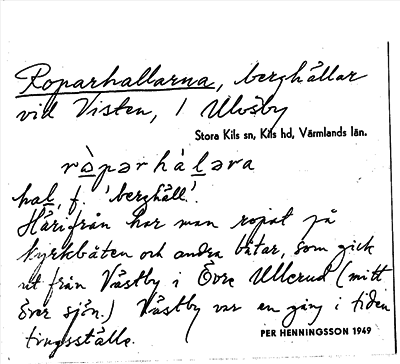 Roparhallarna, berghällar
vid Visten, / Ulvsby
Stora Kils sn, Kils hd, Värmlands län.
ròpərhàləra
hal, f. 'berghäll'.
Härifrån har man ropat på
kyrkbåten och andra båtar, som gick
ut från Västby i Övre Ullerud (mitt
över sjön.) Västby var en gång i tiden
tingsställe.
PER HENNINGSSON 1949